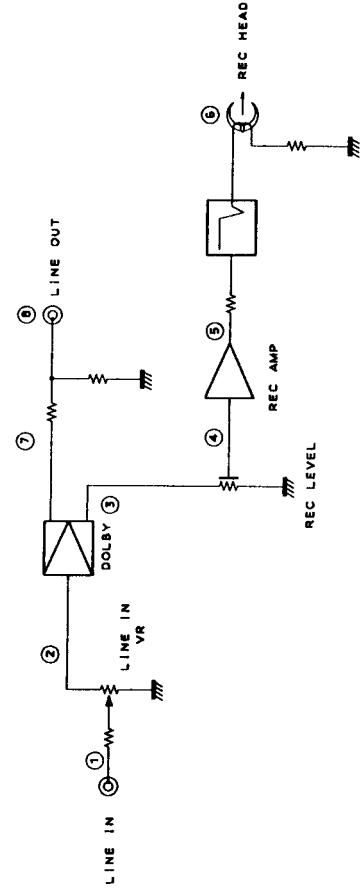 LINE IN
①
②
LINE IN
VR
DOLBY
③
⑦
⑧
LINE OUT
④
REC LEVEL
⑤
REC AMP
⑥
REC HEAD